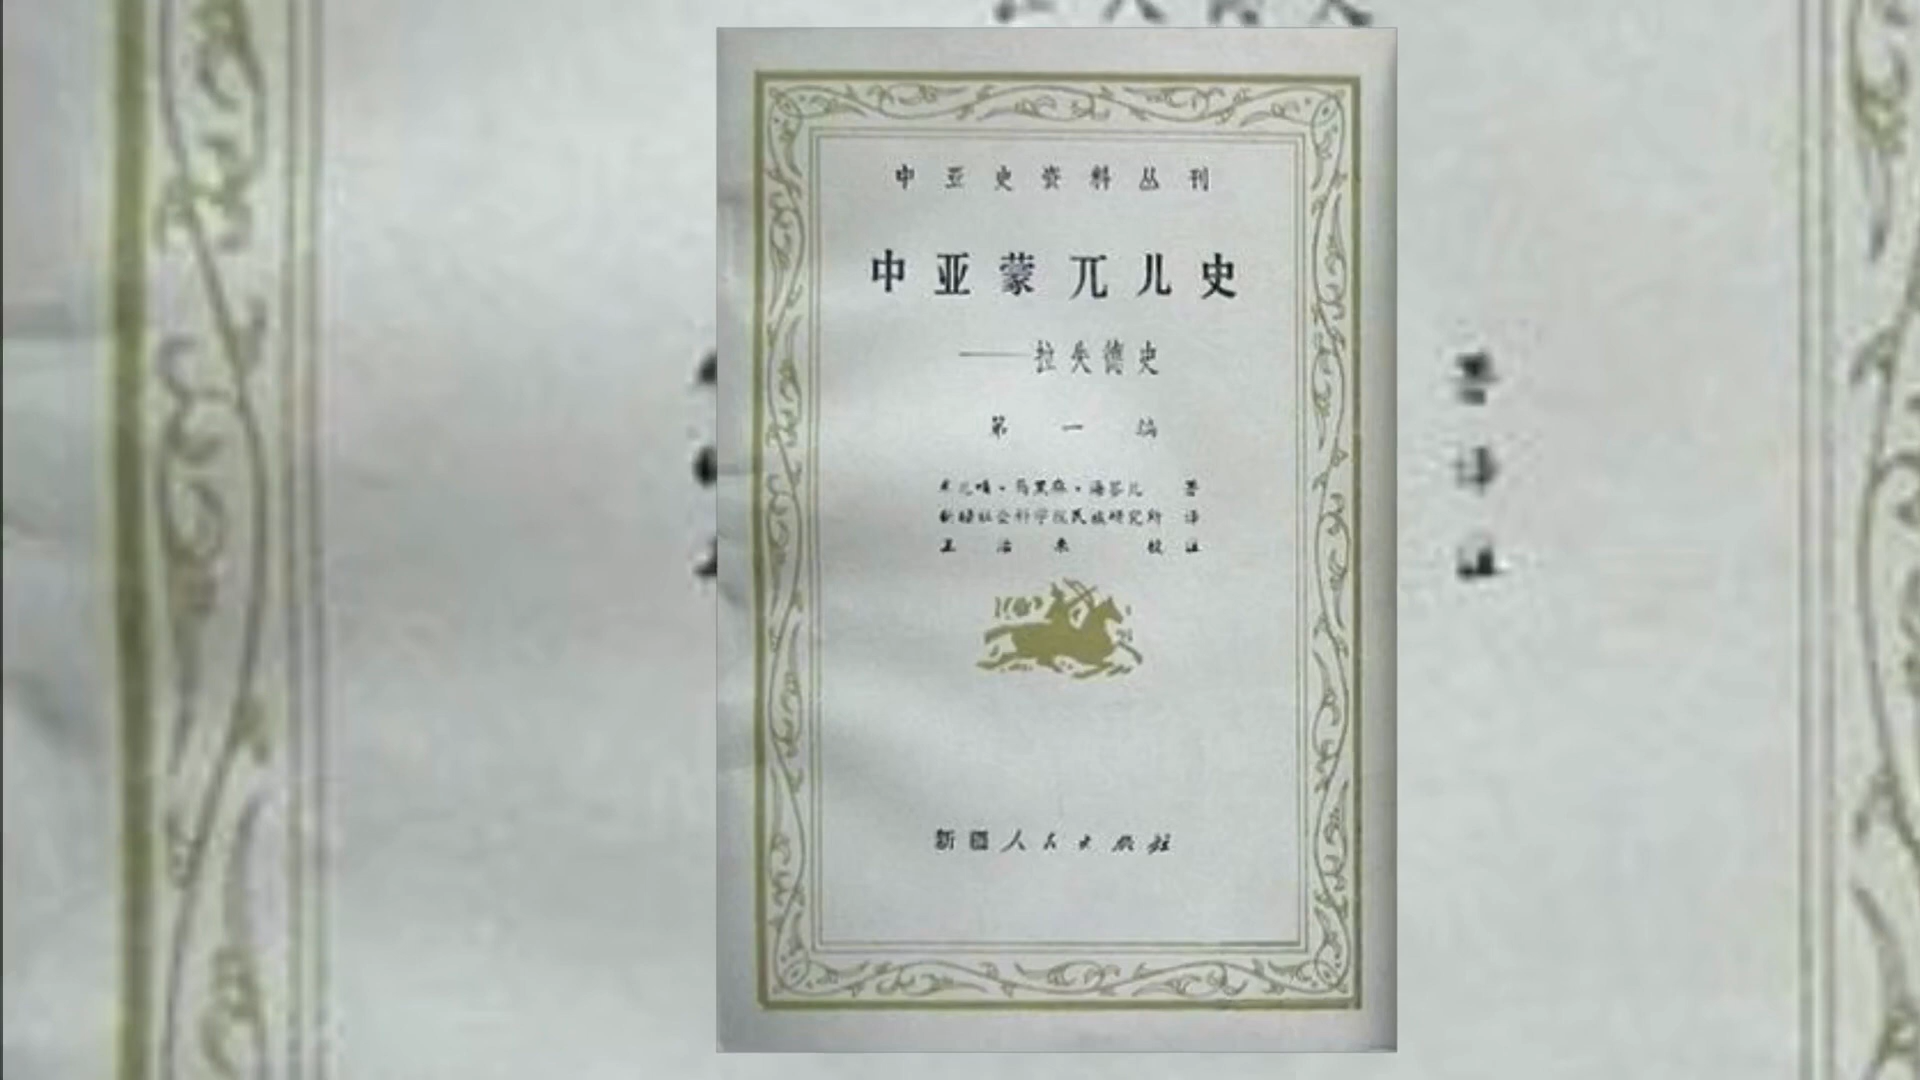 中亚史资料丛刊
中亚蒙兀儿史
——拉失德史
第一编
米儿咱·马黑麻·海答儿 著
新疆社会科学院民族研究所 译
王治来 校注
新疆人民出版社